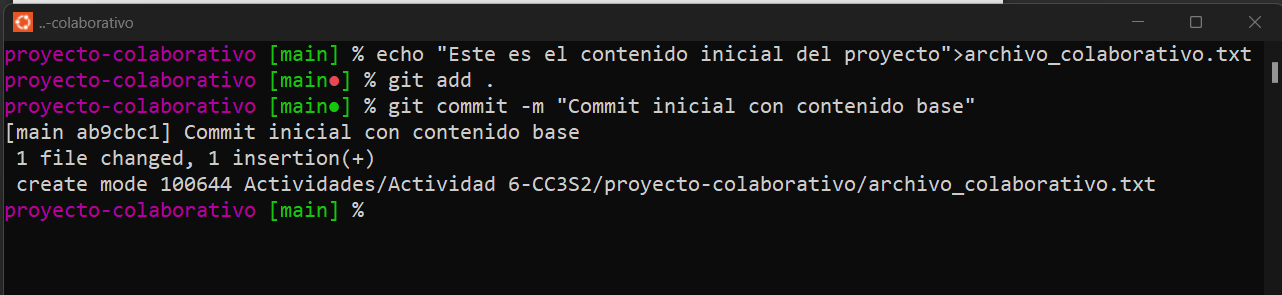 ..-colaborativo
proyecto-colaborativo [main] % echo "Este es el contenido inicial del proyecto">archivo_colaborativo.txt
proyecto-colaborativo [main●] % git add .
proyecto-colaborativo [main●] % git commit -m "Commit inicial con contenido base"
[main ab9cbc1] Commit inicial con contenido base
 1 file changed, 1 insertion(+)
 create mode 100644 Actividades/Actividad 6-CC3S2/proyecto-colaborativo/archivo_colaborativo.txt
proyecto-colaborativo [main] %